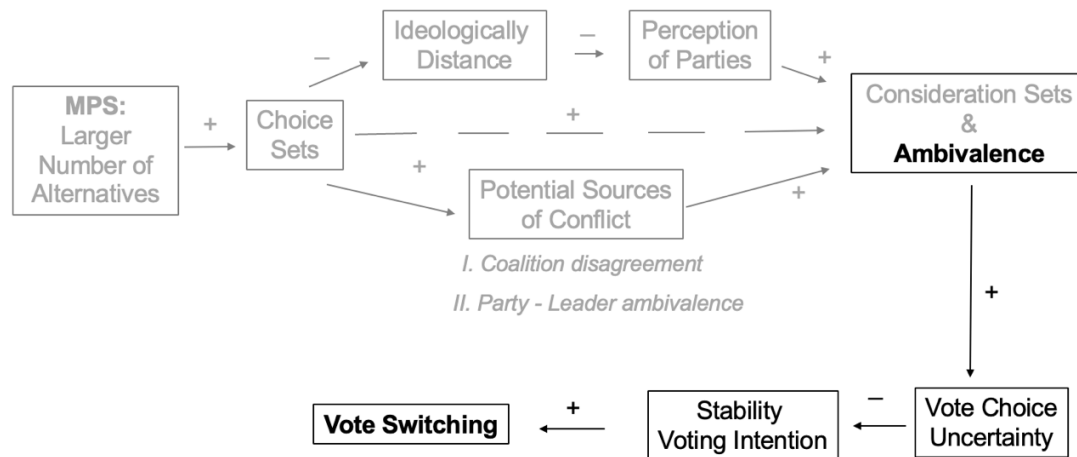 MPS:
Larger
Number of
Alternatives
+
Choice
Sets
–
Ideologically
Distance
–
Perception
of Parties
+
+
+
Potential Sources
of Conflict
+
I. Coalition disagreement
II. Party - Leader ambivalence
Consideration Sets
&
Ambivalence
+
Vote Choice
Uncertainty
–
Stability
Voting Intention
+
Vote Switching